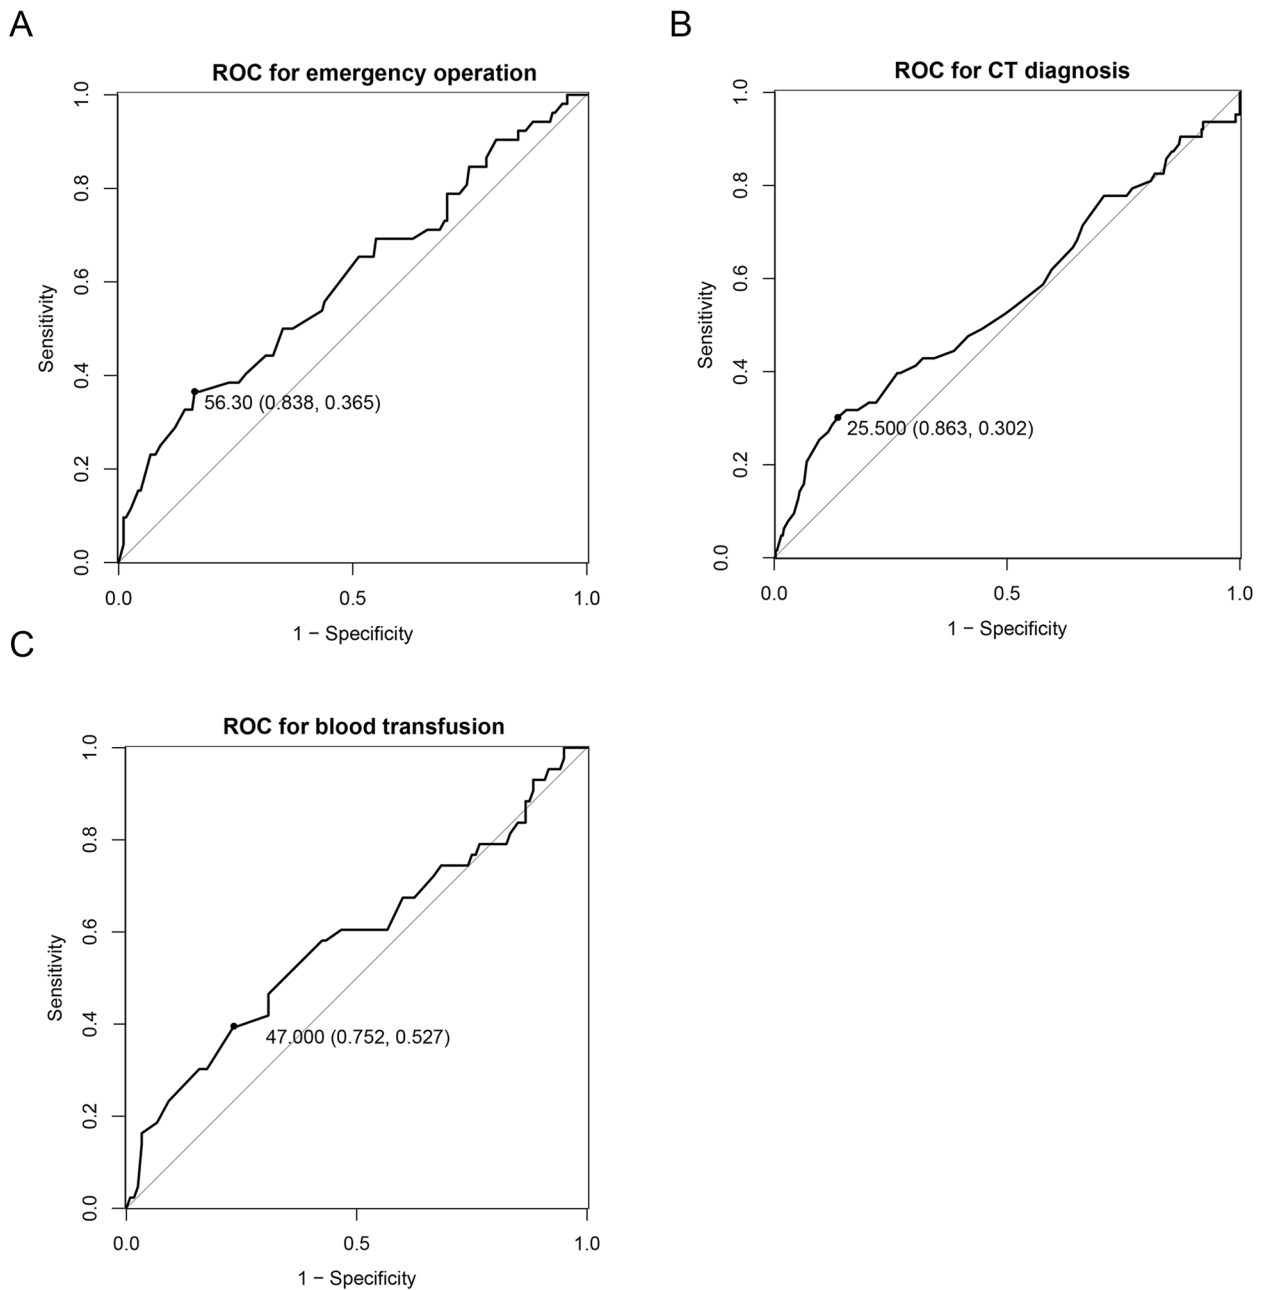 A
ROC for emergency operation
1.0
0.8
0.6
0.4
0.2
0.0
Sensitivity
56.30 (0.838, 0.365)
0.0 0.5 1.0
1 − Specificity
B
ROC for CT diagnosis
1.0
0.8
0.6
0.4
0.2
0.0
Sensitivity
25.500 (0.863, 0.302)
0.0 0.5 1.0
1 − Specificity
C
ROC for blood transfusion
1.0
0.8
0.6
0.4
0.2
0.0
Sensitivity
47.000 (0.752, 0.527)
0.0 0.5 1.0
1 − Specificity